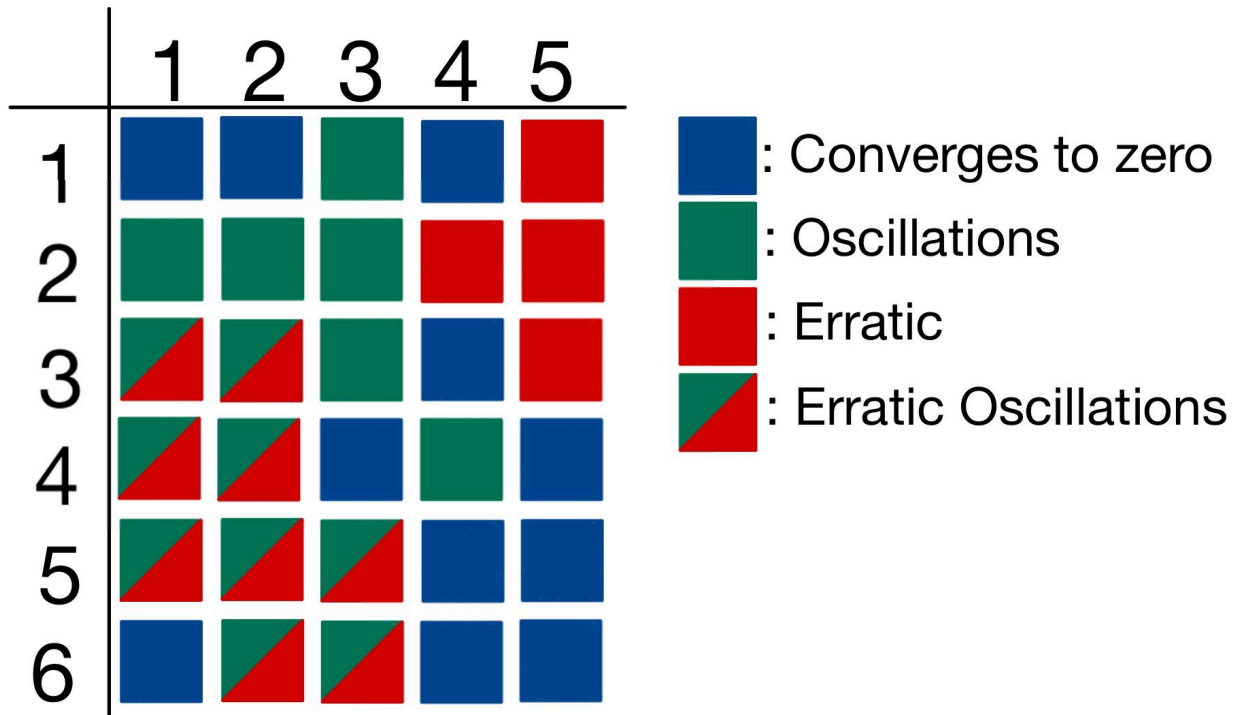 1 2 3 4 5
1
: Converges to zero
2
: Oscillations
3
: Erratic
4
: Erratic Oscillations
5
6